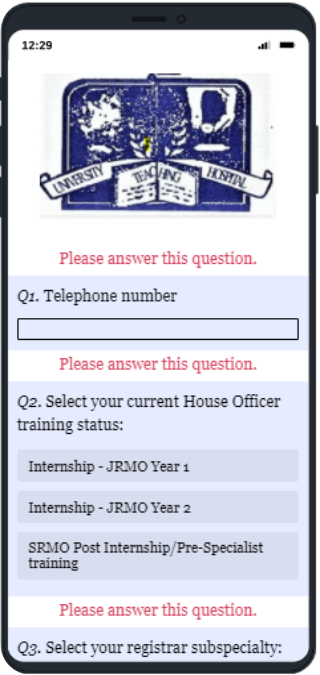 12:29
UNIVERSITY TEACHING HOSPITAL
Please answer this question.
Q1. Telephone number
Please answer this question.
Q2. Select your current House Officer
training status:
Internship - JRMO Year 1
Internship - JRMO Year 2
SRMO Post Internship/Pre-Specialist
training
Please answer this question.
Q3. Select your registrar subspecialty: